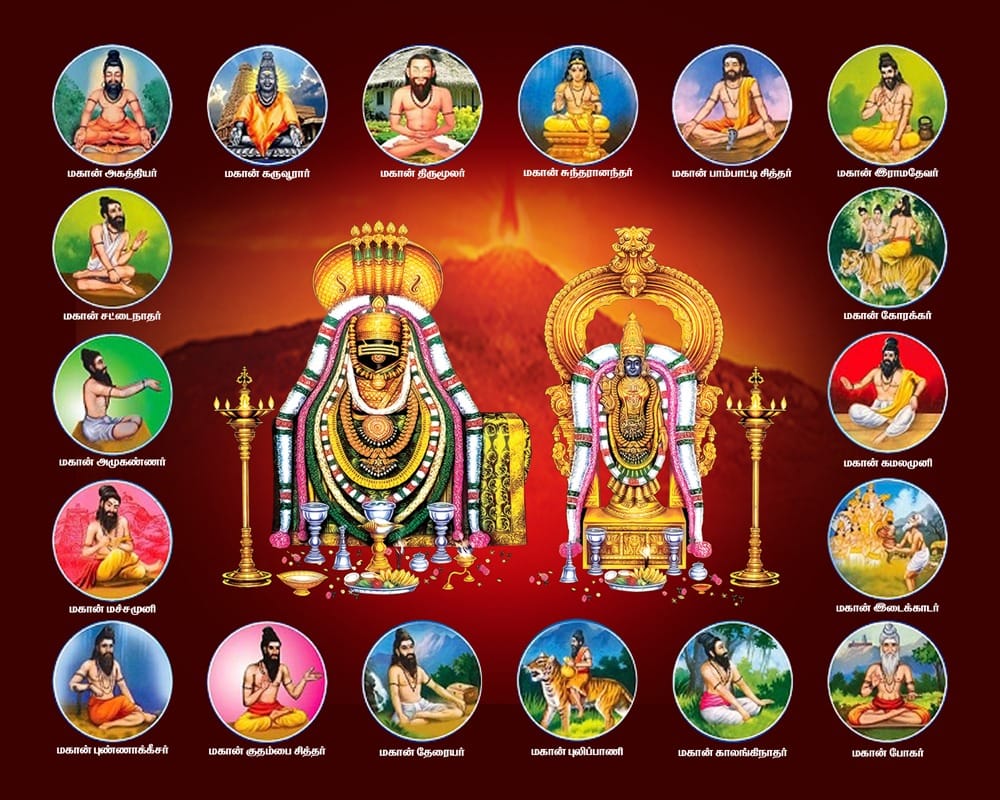 மகான் அகத்தியர்
மகான் கருவூரார்
மகான் திருமூலர்
மகான் சுந்தரானந்தர்
மகான் பாம்பாட்டி சித்தர்
மகான் இராமதேவர்
மகான் சட்டைநாதர்
மகான் கோரக்கர்
மகான் அழுகண்ணர்
மகான் கமலமுனி
மகான் மச்சமுனி
மகான் இடைக்காடர்
மகான் புண்ணாக்கீசர்
மகான் குதம்பை சித்தர்
மகான் தேரையர்
மகான் புலிப்பாணி
மகான் காலங்கிநாதர்
மகான் போகர்